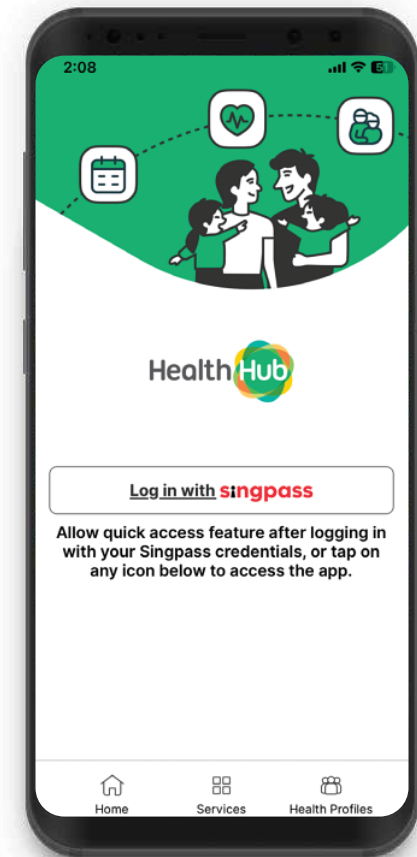 2:08
51
HealthHub
Log in with singpass
Allow quick access feature after logging in
with your Singpass credentials, or tap on
any icon below to access the app.
Home Services Health Profiles